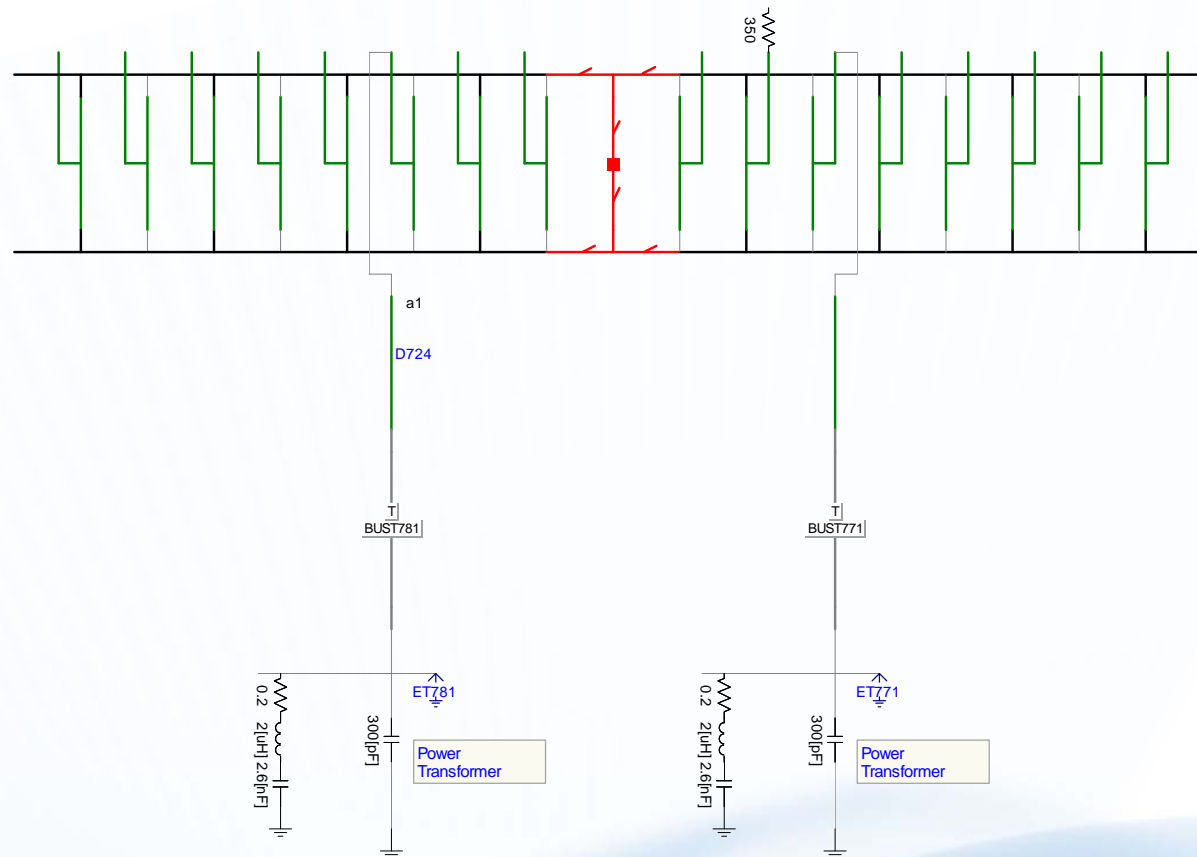 350
a1
D724
T
BUST781
T
BUST771
ET781
0.2
2[uH]
2.6[nF]
300[pF]
Power
Transformer
ET771
0.2
2[uH]
2.6[nF]
300[pF]
Power
Transformer